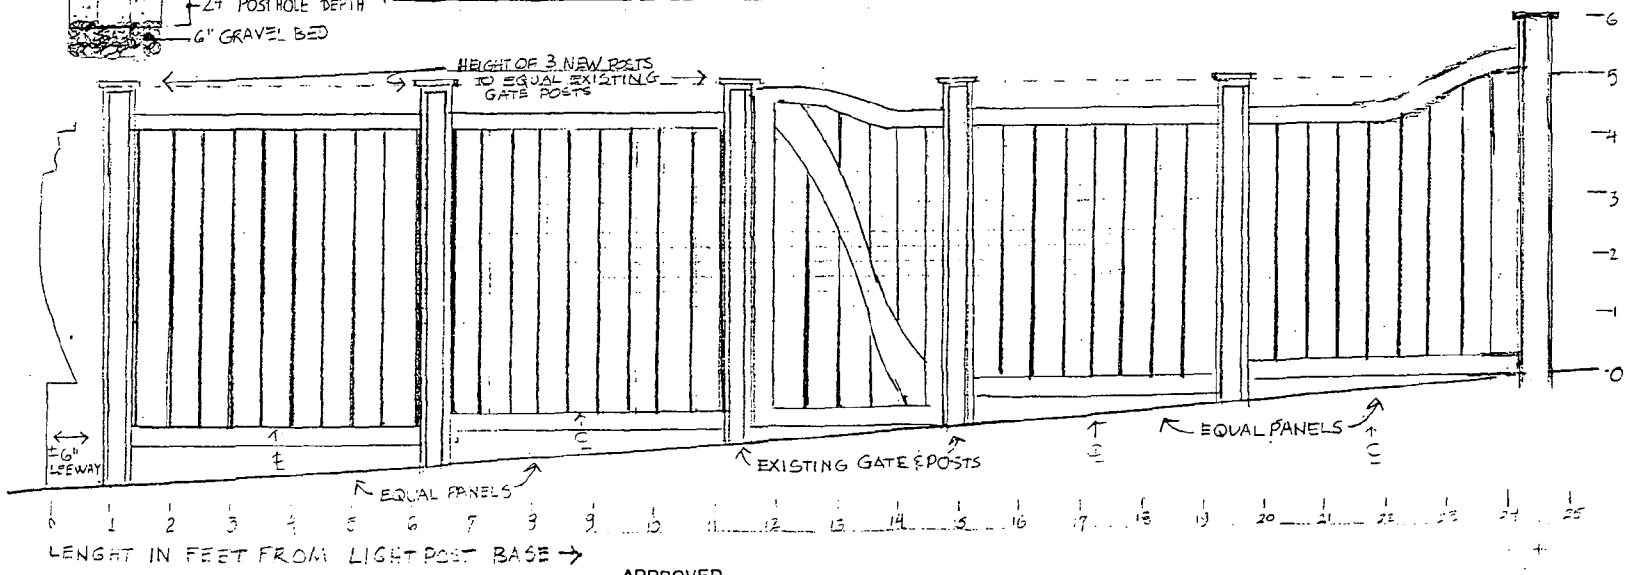 24" POSTHOLE DEPTH
6" GRAVEL BED
HEIGHT OF 3 NEW POSTS
TO EQUAL EXISTING
GATE POSTS
6
5
4
3
2
1
0
±6"
LEEWAY
EQUAL PANELS
EXISTING GATE & POSTS
EQUAL PANELS
0 1 2 3 4 5 6 7 8 9 10 11 12 13 14 15 16 17 18 19 20 21 22 23 24 25
LENGHT IN FEET FROM LIGHT POST BASE →
APPROVED